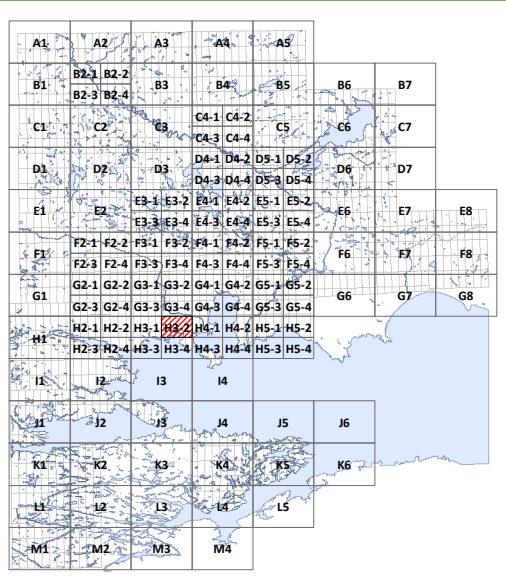 A1 A2 A3 A4 A5
B2-1 B2-2
B1 B3 B4 B5 B6 B7
B2-3 B2-4
C4-1 C4-2
C1 C2 C3 C5 C6 C7
C4-3 C4-4
D4-1 D4-2 D5-1 D5-2
D1 D2 D3 D6 D7
D4-3 D4-4 D5-3 D5-4
E3-1 E3-2 E4-1 E4-2 E5-1 E5-2
E1 E2 E6 E7 E8
E3-3 E3-4 E4-3 E4-4 E5-3 E5-4
F2-1 F2-2 F3-1 F3-2 F4-1 F4-2 F5-1 F5-2
F1 F6 F7 F8
F2-3 F2-4 F3-3 F3-4 F4-3 F4-4 F5-3 F5-4
G2-1 G2-2 G3-1 G3-2 G4-1 G4-2 G5-1 G5-2
G1 G6 G7 G8
G2-3 G2-4 G3-3 G3-4 G4-3 G4-4 G5-3 G5-4
H2-1 H2-2 H3-1 H3-2 H4-1 H4-2 H5-1 H5-2
H1
H2-3 H2-4 H3-3 H3-4 H4-3 H4-4 H5-3 H5-4
I1 I2 I3 I4
J1 J2 J3 J4 J5 J6
K1 K2 K3 K4 K5 K6
L1 L2 L3 L4 L5
M1 M2 M3 M4